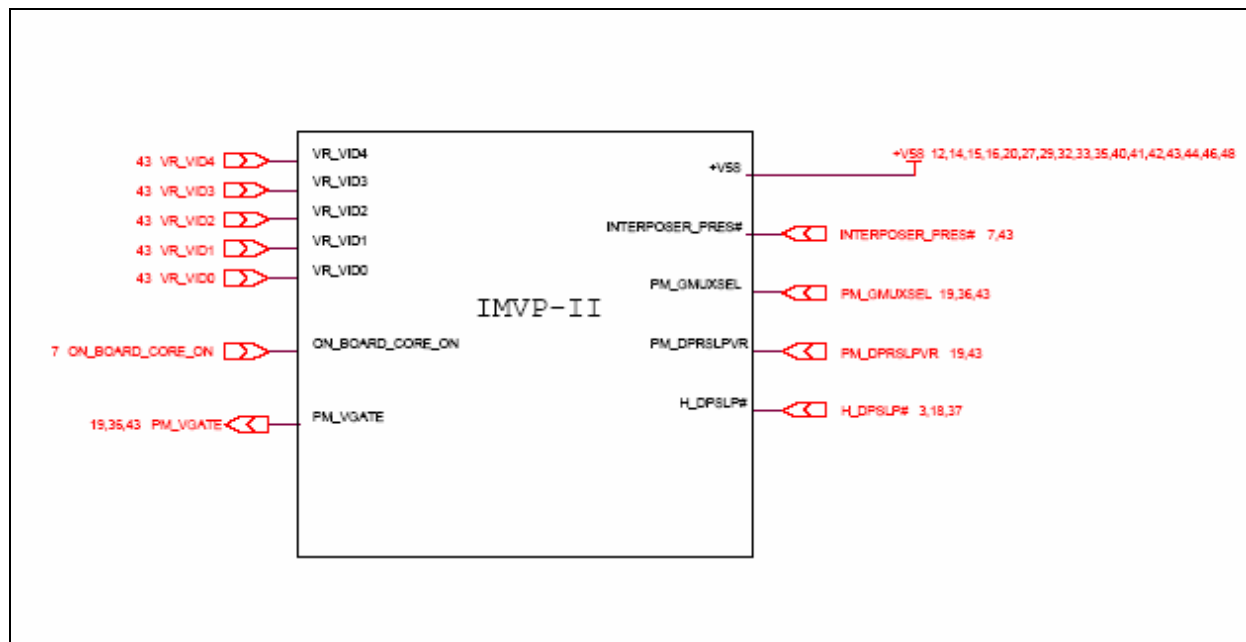 43 VR_VID4
43 VR_VID3
43 VR_VID2
43 VR_VID1
43 VR_VID0
7 ON_BOARD_CORE_ON
19,36,43 PM_VGATE
VR_VID4
VR_VID3
VR_VID2
VR_VID1
VR_VID0
ON_BOARD_CORE_ON
PM_VGATE
IMVP-II
+V5S
INTERPOSER_PRES#
PM_GMUXSEL
PM_DPRSLPVR
H_DPSLP#
+V5S 12,14,15,16,20,27,29,32,33,35,40,41,42,43,44,46,48
INTERPOSER_PRES# 7,43
PM_GMUXSEL 19,36,43
PM_DPRSLPVR 19,43
H_DPSLP# 3,18,37